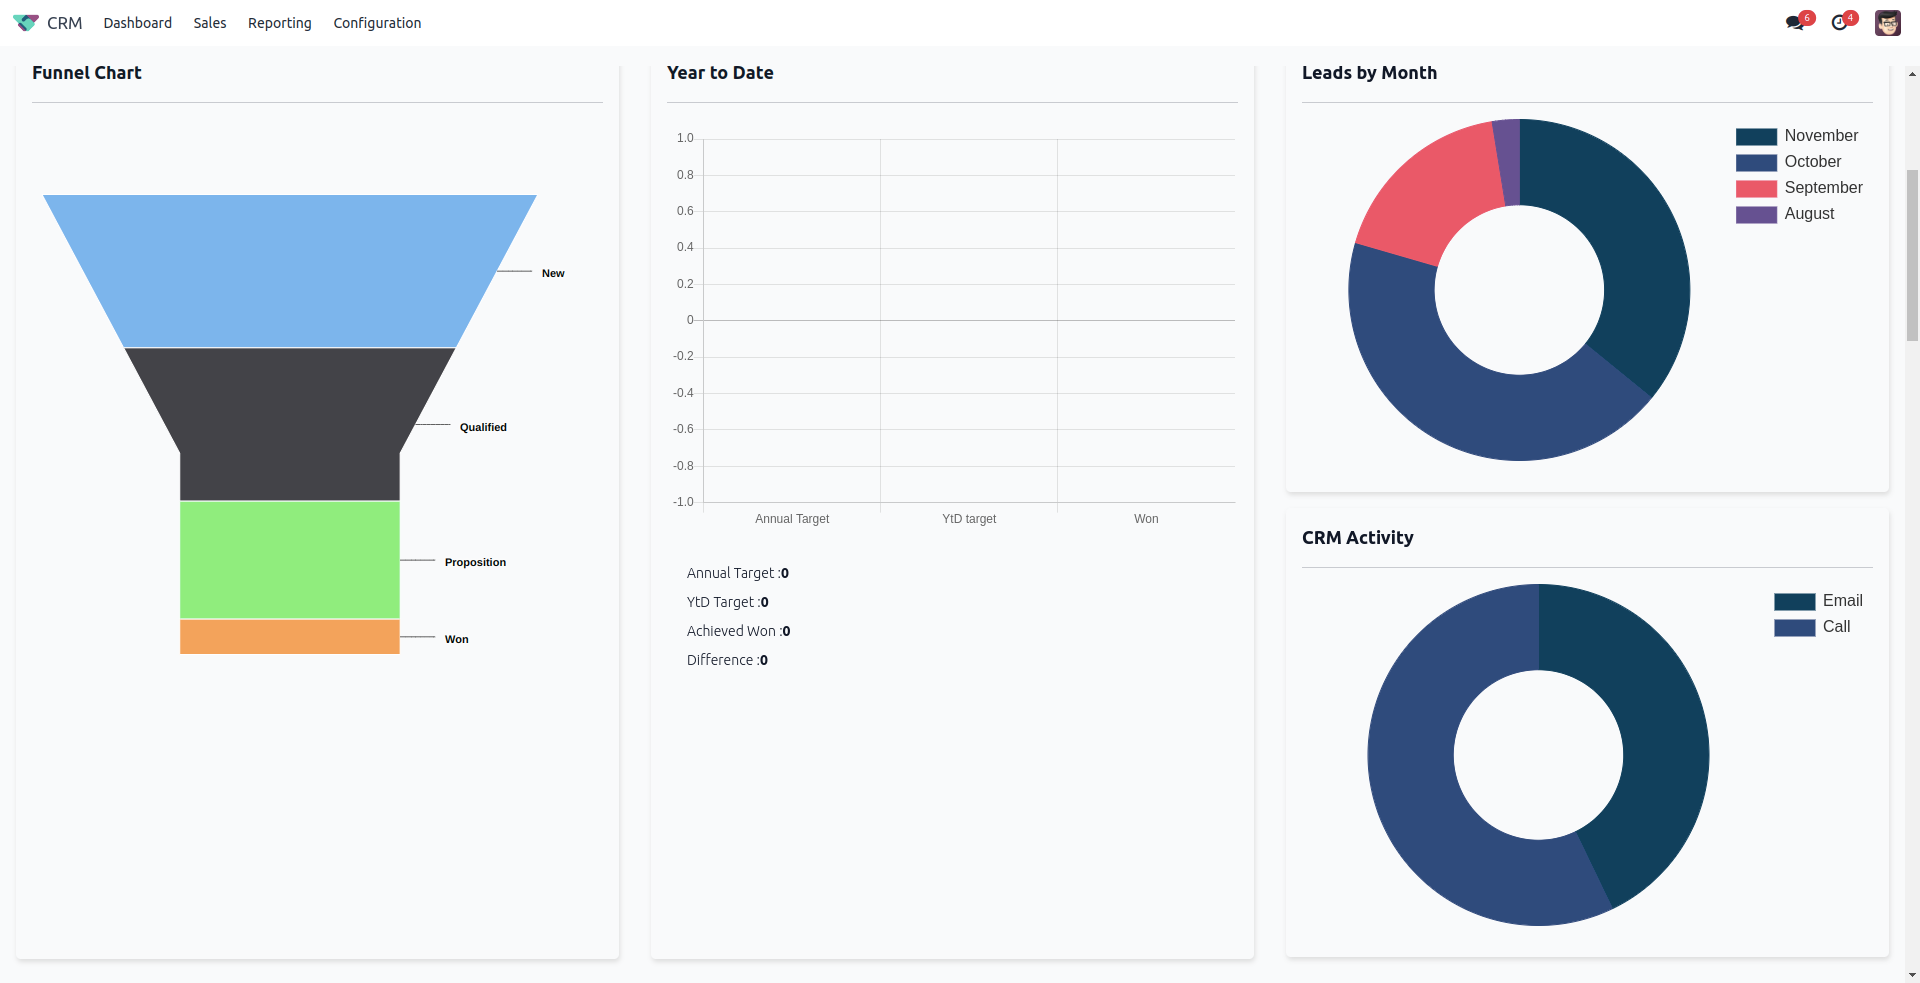 CRM Dashboard Sales Reporting Configuration 6 4
Funnel Chart
New
Qualified
Proposition
Won
Year to Date
1.0
0.8
0.6
0.4
0.2
0
-0.2
-0.4
-0.6
-0.8
-1.0
Annual Target YtD target Won
Annual Target :0
YtD Target :0
Achieved Won :0
Difference :0
Leads by Month
November
October
September
August
CRM Activity
Email
Call